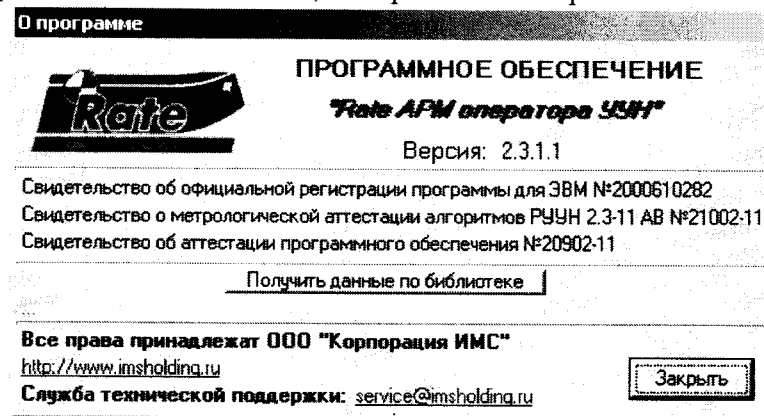 О программе
Rate
ПРОГРАММНОЕ ОБЕСПЕЧЕНИЕ
"Rate АРМ оператора УУН"
Версия: 2.3.1.1
Свидетельство об официальной регистрации программы для ЭВМ №2000610282
Свидетельство о метрологической аттестации алгоритмов РУУН 2.3-11 АВ №21002-11
Свидетельство об аттестации программного обеспечения №20902-11
Получить данные по библиотеке
Все права принадлежат ООО "Корпорация ИМС"
http://www.imsholding.ru
Служба технической поддержки: service@imsholding.ru
Закрыть